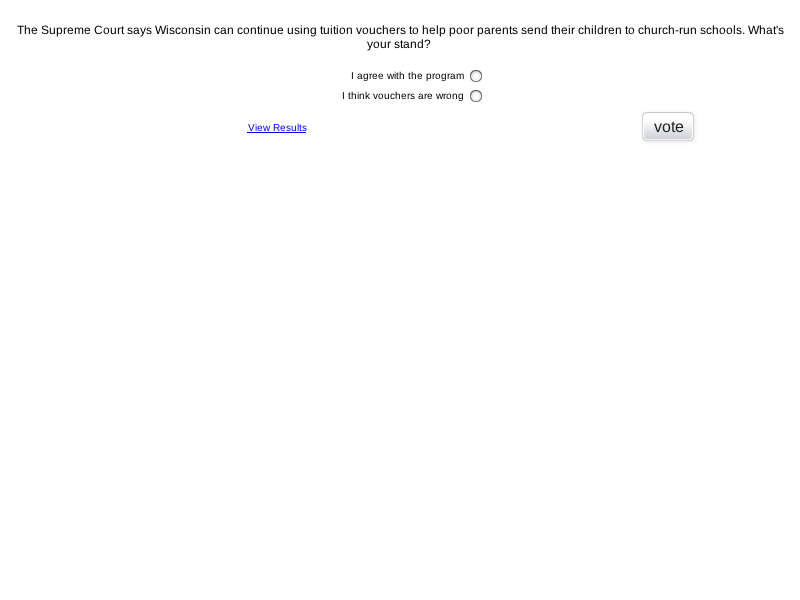 The Supreme Court says Wisconsin can continue using tuition vouchers to help poor parents send their children to church-run schools. What's
your stand?
I agree with the program
I think vouchers are wrong
View Results
vote